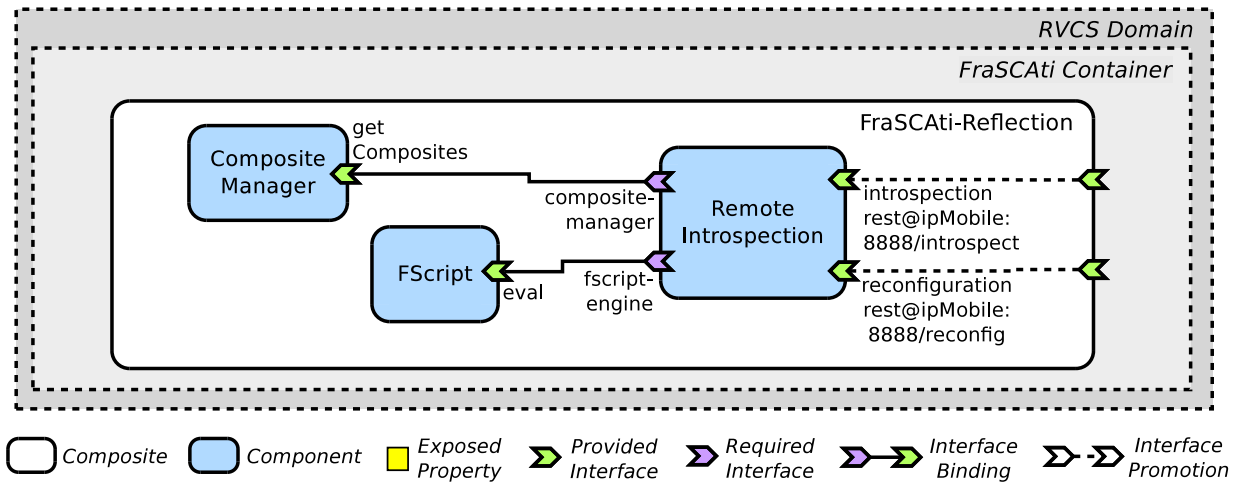 RVCS Domain
FraSCAti Container
FraSCAti-Reflection
get
Composites
Composite
Manager
composite-
manager
Remote
Introspection
introspection
rest@ipMobile:
8888/introspect
FScript
eval
fscript-
engine
reconfiguration
rest@ipMobile:
8888/reconfig
Composite
Component
Exposed
Property
Provided
Interface
Required
Interface
Interface
Binding
Interface
Promotion